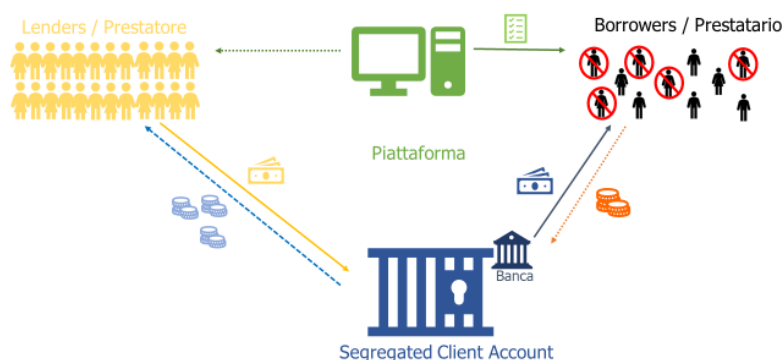 Lenders / Prestatore
Borrowers / Prestatario
Piattaforma
Banca
Segregated Client Account